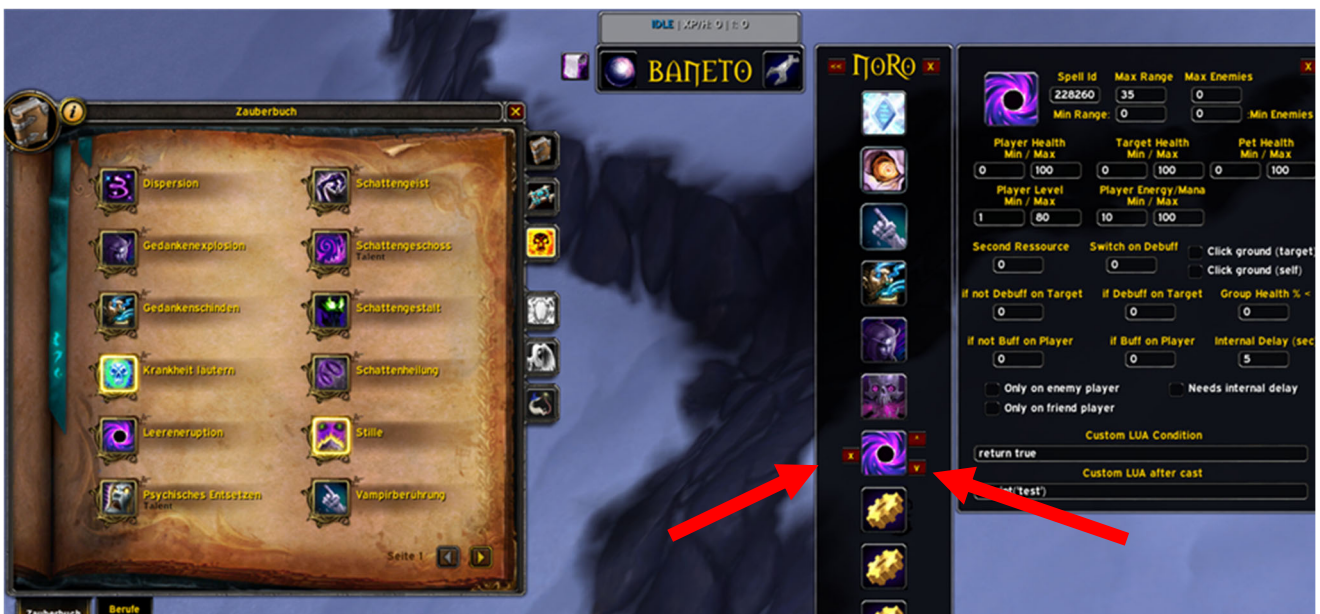 IDLE | XP/H: 0 | I: 0
BANETO
Zauberbuch
Dispersion
Schattengeist
Gedankenexplosion
Schattengeschoss
Talent
Gedankenschinden
Schattengestalt
Krankheit läutern
Schattenheilung
Leereneruption
Stille
Psychisches Entsetzen
Talent
Vampirberührung
Seite 1
Zauberbuch
Berufe
<< NORO X
X
^
v
X
Spell Id Max Range Max Enemies
228260 35 0
Min Range: 0 0 :Min Enemies
Player Health Target Health Pet Health
Min / Max Min / Max Min / Max
0 100 0 100 0 100
Player Level Player Energy/Mana
Min / Max Min / Max
1 80 10 100
Second Ressource Switch on Debuff Click ground (target)
0 0 Click ground (self)
if not Debuff on Target if Debuff on Target Group Health % <
0 0 0
if not Buff on Player if Buff on Player Internal Delay (sec
0 0 5
Only on enemy player Needs internal delay
Only on friend player
Custom LUA Condition
return true
Custom LUA after cast
int('test')